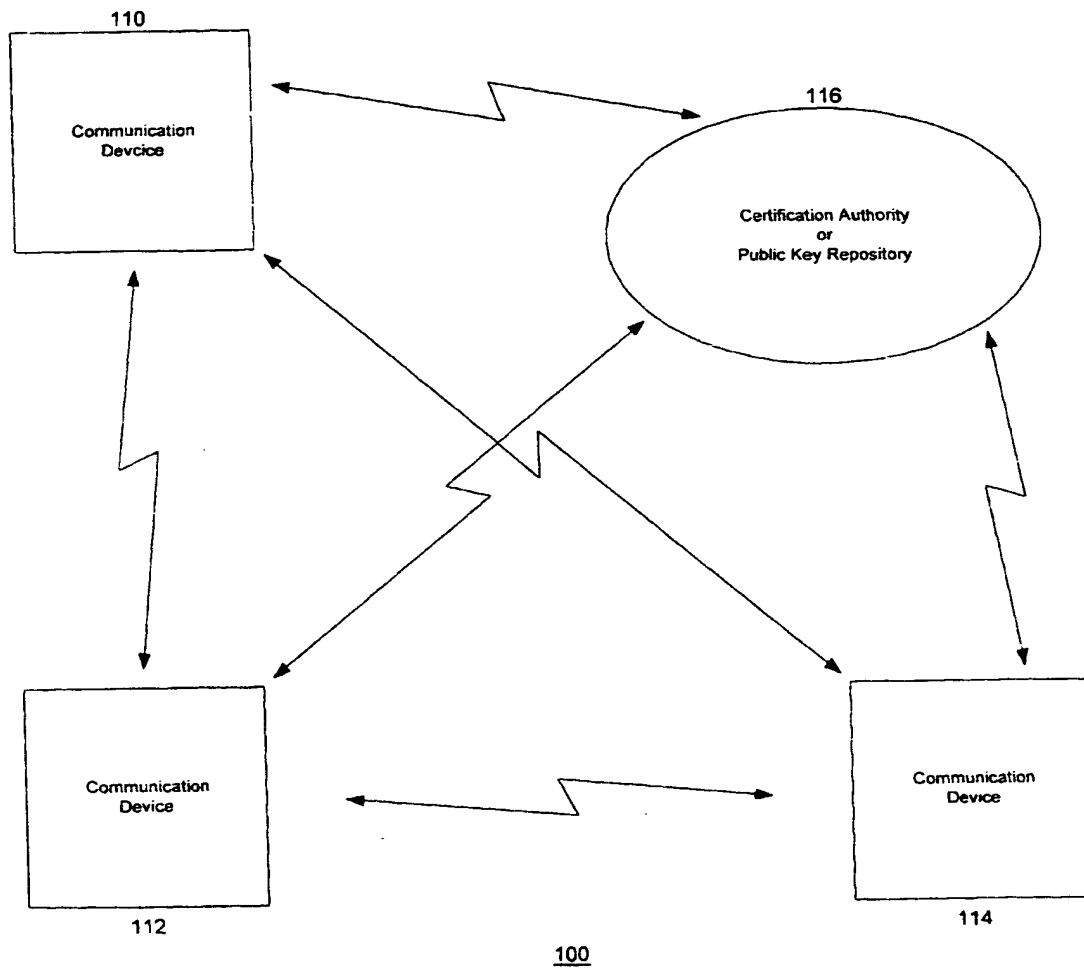 110
Communication
Devcice
116
Certification Authority
or
Public Key Repository
Communication
Device
112
Communication
Device
114
100